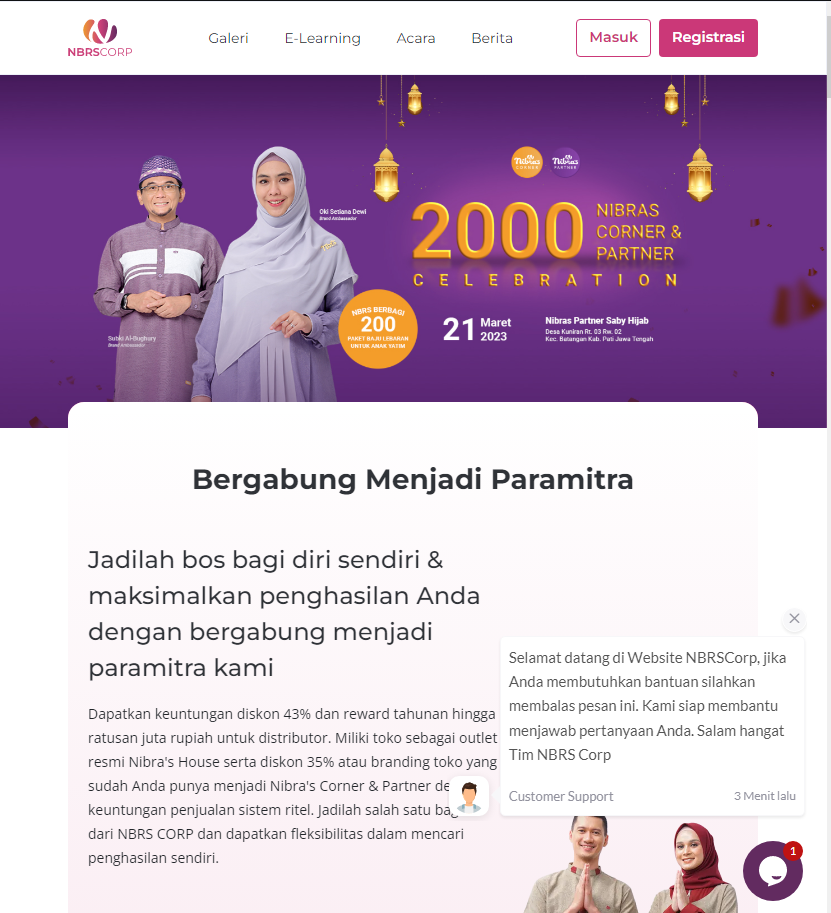 NBRSCORP
Galeri
E-Learning
Acara
Berita
Masuk
Registrasi
Nibras
CORNER
Nibras
PARTNER
Oki Setiana Dewi
Brand Ambassador
2000
NIBRAS
CORNER &
PARTNER
CELEBRATION
NBRS BERBAGI
200
PAKET BAJU LEBARAN
UNTUK ANAK YATIM
21 Maret
2023
Nibras Partner Saby Hijab
Desa Kuniran Rt. 03 Rw. 02
Kec. Batangan Kab. Pati Jawa Tengah
Subki Al-Bughury
Brand Ambassador
Bergabung Menjadi Paramitra
Jadilah bos bagi diri sendiri &
maksimalkan penghasilan Anda
dengan bergabung menjadi
paramitra kami
Dapatkan keuntungan diskon 43% dan reward tahunan hingga
ratusan juta rupiah untuk distributor. Miliki toko sebagai outlet
resmi Nibra's House serta diskon 35% atau branding toko yang
sudah Anda punya menjadi Nibra's Corner & Partner de
keuntungan penjualan sistem ritel. Jadilah salah satu bag
dari NBRS CORP dan dapatkan fleksibilitas dalam mencari
penghasilan sendiri.
Selamat datang di Website NBRSCorp, jika
Anda membutuhkan bantuan silahkan
membalas pesan ini. Kami siap membantu
menjawab pertanyaan Anda. Salam hangat
Tim NBRS Corp
Customer Support
3 Menit lalu
1